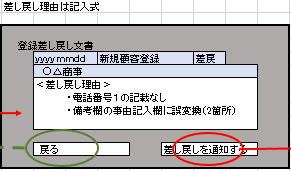 差し戻し理由は記入式
登録差し戻し文書
yyyymmdd 新規顧客登録 差戻
〇△商事
＜差し戻し理由＞
・電話番号１の記載なし
・備考欄の事由記入欄に誤変換(2箇所)
戻る 差し戻しを通知する